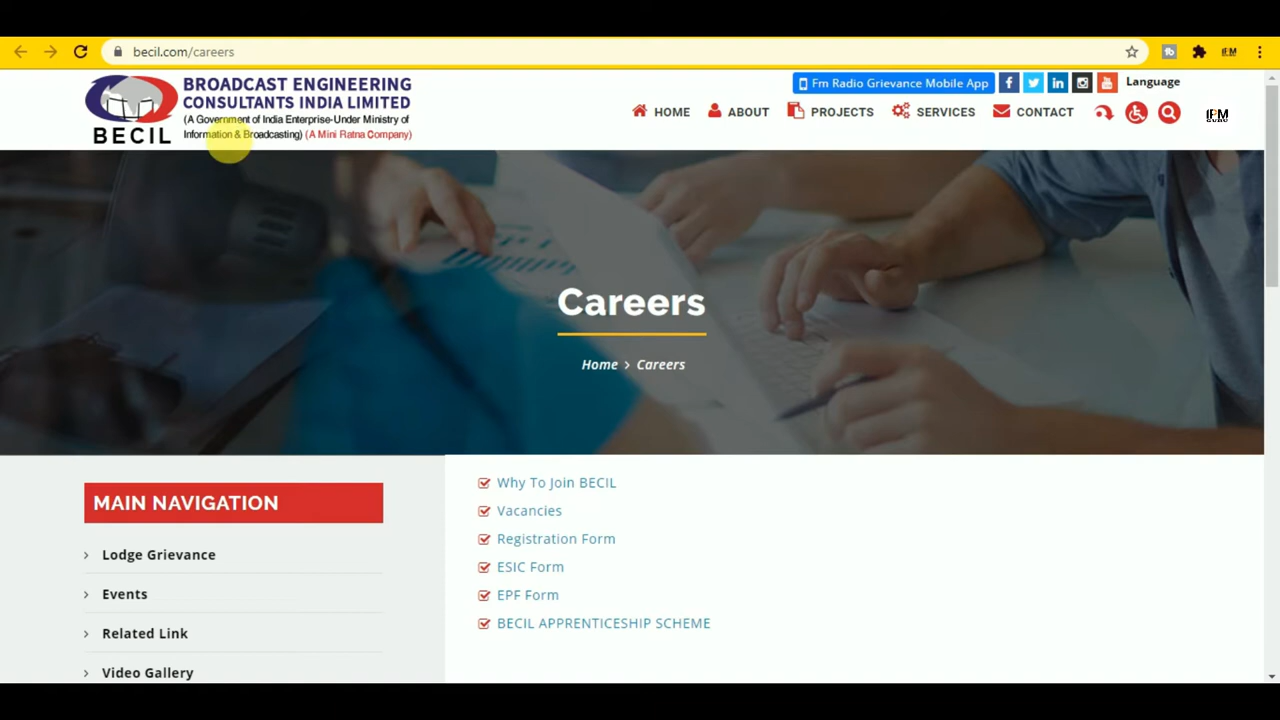 becil.com/careers
IFM
BECIL
BROADCAST ENGINEERING
CONSULTANTS INDIA LIMITED
(A Government of India Enterprise-Under Ministry of
Information & Broadcasting) (A Mini Ratna Company)
Fm Radio Grievance Mobile App
Language
HOME
ABOUT
PROJECTS
SERVICES
CONTACT
IFM
GURU
Careers
Home > Careers
MAIN NAVIGATION
Lodge Grievance
Events
Related Link
Video Gallery
Why To Join BECIL
Vacancies
Registration Form
ESIC Form
EPF Form
BECIL APPRENTICESHIP SCHEME